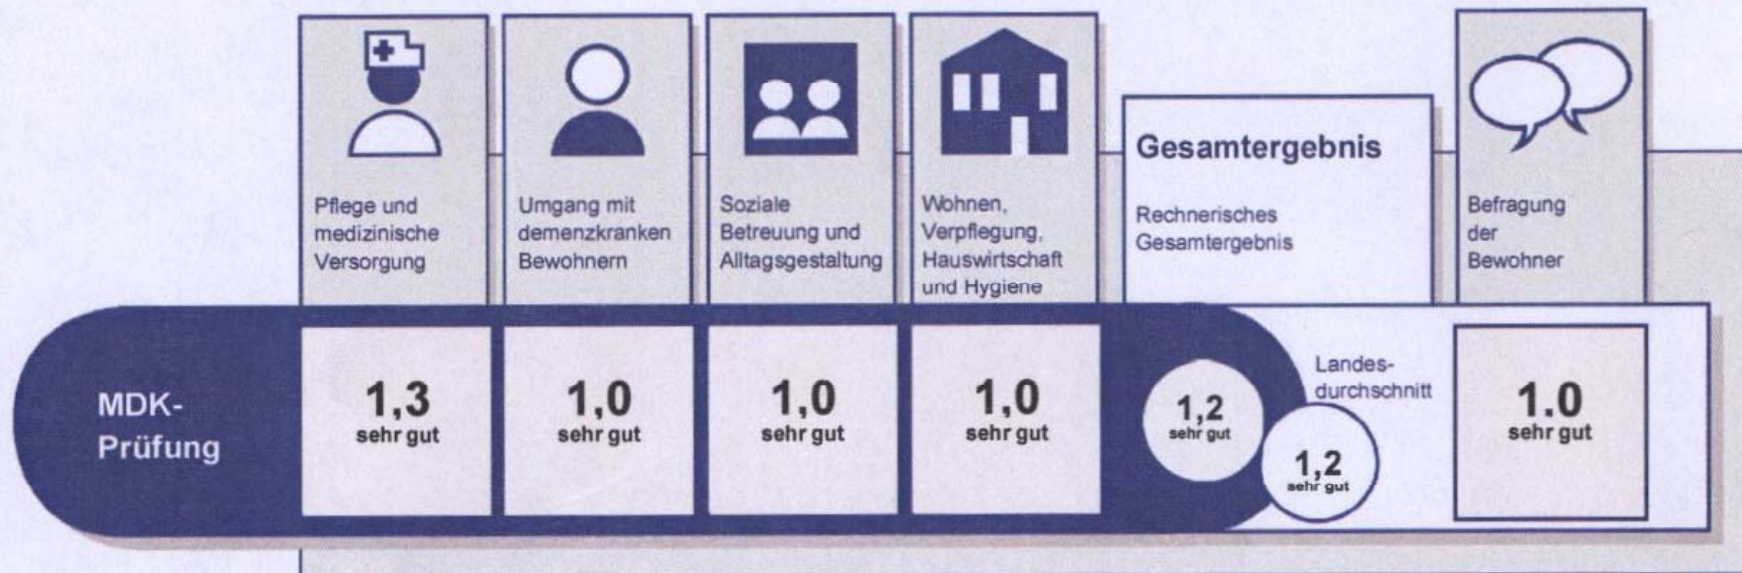 Pflege und
medizinische
Versorgung
Umgang mit
demenzkranken
Bewohnern
Soziale
Betreuung und
Alltagsgestaltung
Wohnen,
Verpflegung,
Hauswirtschaft
und Hygiene
Gesamtergebnis
Rechnerisches
Gesamtergebnis
Befragung
der
Bewohner
MDK-
Prüfung
1,3
sehr gut
1,0
sehr gut
1,0
sehr gut
1,0
sehr gut
1,2
sehr gut
Landes-
durchschnitt
1,2
sehr gut
1.0
sehr gut